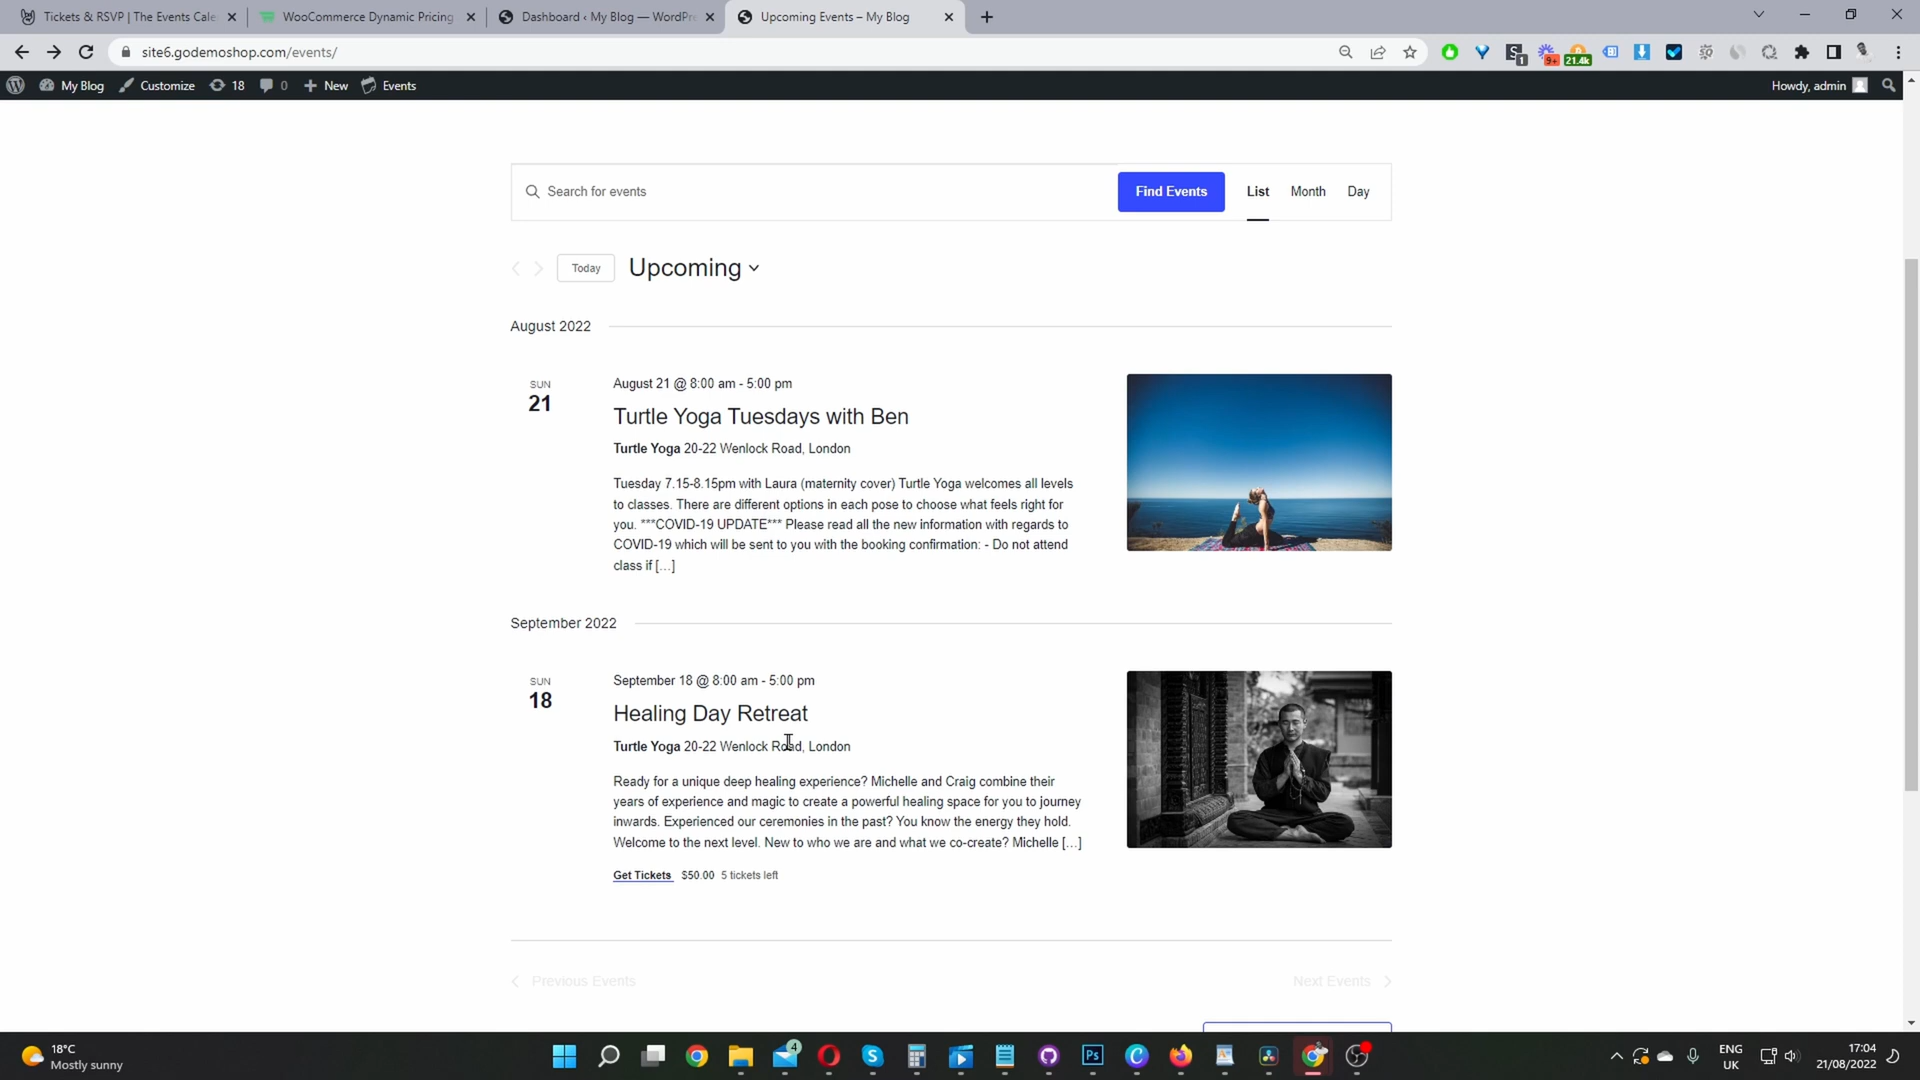 Tickets & RSVP | The Events Cale
WooCommerce Dynamic Pricing
Dashboard ‹ My Blog — WordPre
Upcoming Events – My Blog
site6.godemoshop.com/events/
1
9+
21.4k
My Blog
Customize
18
0
New
Events
Howdy, admin
Search for events
Find Events
List
Month
Day
Today
Upcoming
August 2022
SUN
21
August 21 @ 8:00 am - 5:00 pm
Turtle Yoga Tuesdays with Ben
Turtle Yoga 20-22 Wenlock Road, London
Tuesday 7.15-8.15pm with Laura (maternity cover) Turtle Yoga welcomes all levels
to classes. There are different options in each pose to choose what feels right for
you. ***COVID-19 UPDATE*** Please read all the new information with regards to
COVID-19 which will be sent to you with the booking confirmation: - Do not attend
class if […]
September 2022
SUN
18
September 18 @ 8:00 am - 5:00 pm
Healing Day Retreat
Turtle Yoga 20-22 Wenlock Road, London
Ready for a unique deep healing experience? Michelle and Craig combine their
years of experience and magic to create a powerful healing space for you to journey
inwards. Experienced our ceremonies in the past? You know the energy they hold.
Welcome to the next level. New to who we are and what we co-create? Michelle […]
Get Tickets $50.00 5 tickets left
Previous Events
Next Events
18°C
Mostly sunny
4
Ps
ENG
UK
17:04
21/08/2022